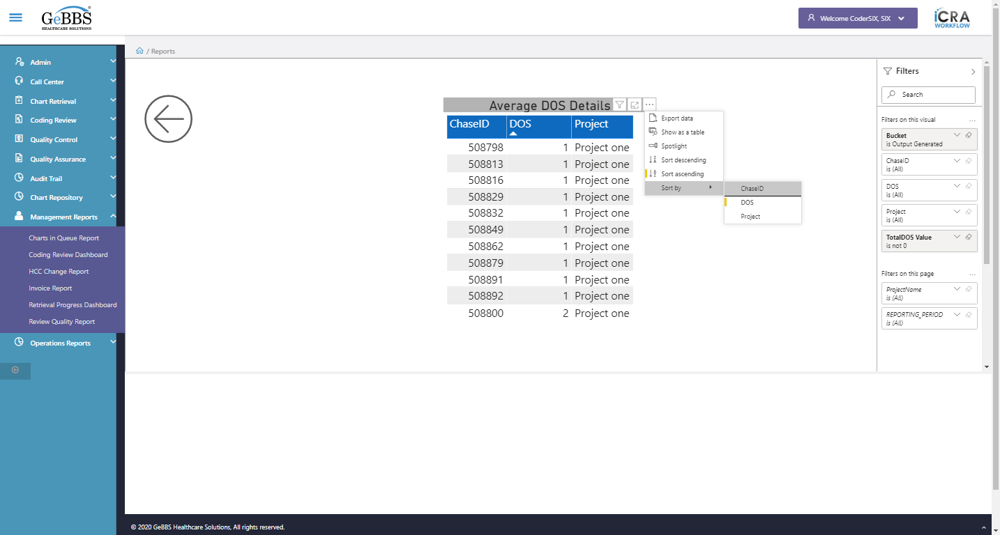 GeBBS
HEALTHCARE SOLUTIONS
Welcome CoderSIX, SIX
iCRA
WORKFLOW
/ Reports
Admin
Call Center
Chart Retrieval
Coding Review
Quality Control
Quality Assurance
Audit Trail
Chart Repository
Management Reports
Charts in Queue Report
Coding Review Dashboard
HCC Change Report
Invoice Report
Retrieval Progress Dashboard
Review Quality Report
Operations Reports
Average DOS Details
ChaseID DOS Project
508798 1 Project one
508813 1 Project one
508816 1 Project one
508829 1 Project one
508832 1 Project one
508849 1 Project one
508862 1 Project one
508879 1 Project one
508891 1 Project one
508892 1 Project one
508800 2 Project one
Export data
Show as a table
Spotlight
Sort descending
Sort ascending
Sort by
ChaseID
DOS
Project
Filters
Search
Filters on this visual
Bucket
is Output Generated
ChaseID
is (All)
DOS
is (All)
Project
is (All)
TotalDOS Value
is not 0
Filters on this page
ProjectName
is (All)
REPORTING_PERIOD
is (All)
© 2020 GeBBS Healthcare Solutions, All rights reserved.